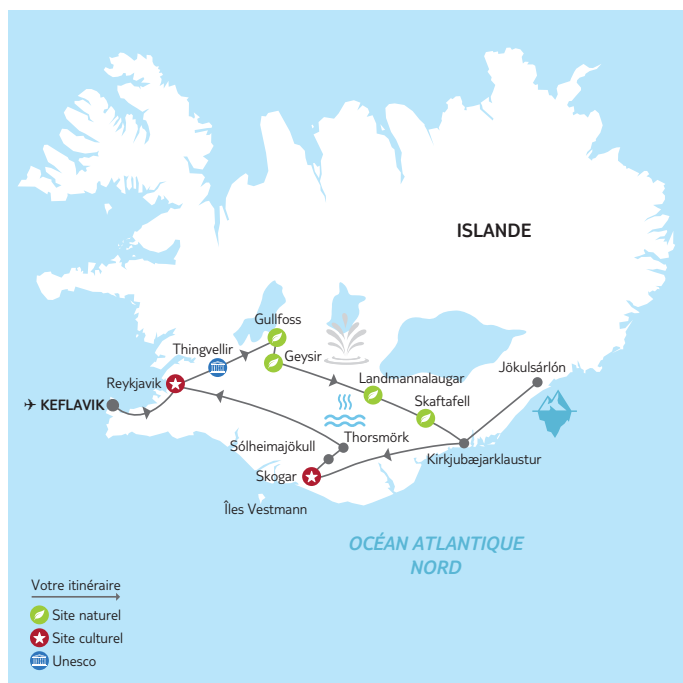 ISLANDE
Gullfoss
Thingvellir
Geysir
Reykjavik
Landmannalaugar
Jökulsárlón
Skaftafell
KEFLAVIK
Thorsmörk
Sólheimajökull
Kirkjubæjarklaustur
Skogar
Îles Vestmann
OCÉAN ATLANTIQUE
NORD
Votre itinéraire
Site naturel
Site culturel
Unesco